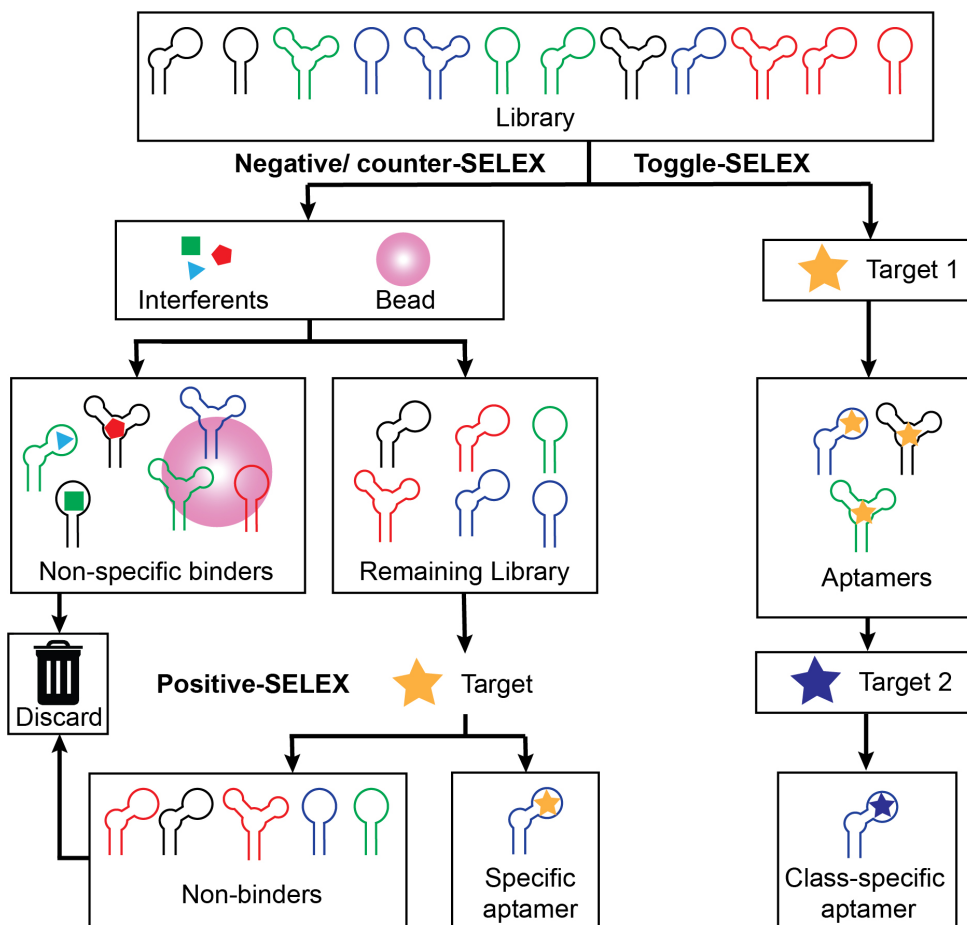 Library
Negative/ counter-SELEX
Toggle-SELEX
Interferents
Bead
Target 1
Non-specific binders
Remaining Library
Aptamers
Discard
Positive-SELEX
Target
Target 2
Non-binders
Specific
aptamer
Class-specific
aptamer